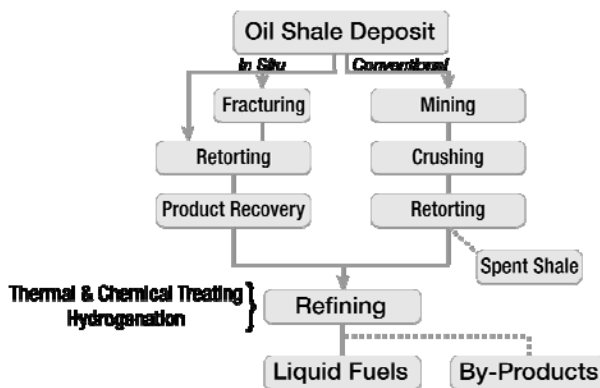 Oil Shale Deposit
In Situ
Conventional
Fracturing
Mining
Retorting
Crushing
Product Recovery
Retorting
Spent Shale
Thermal & Chemical Treating
Hydrogenation
Refining
Liquid Fuels
By-Products